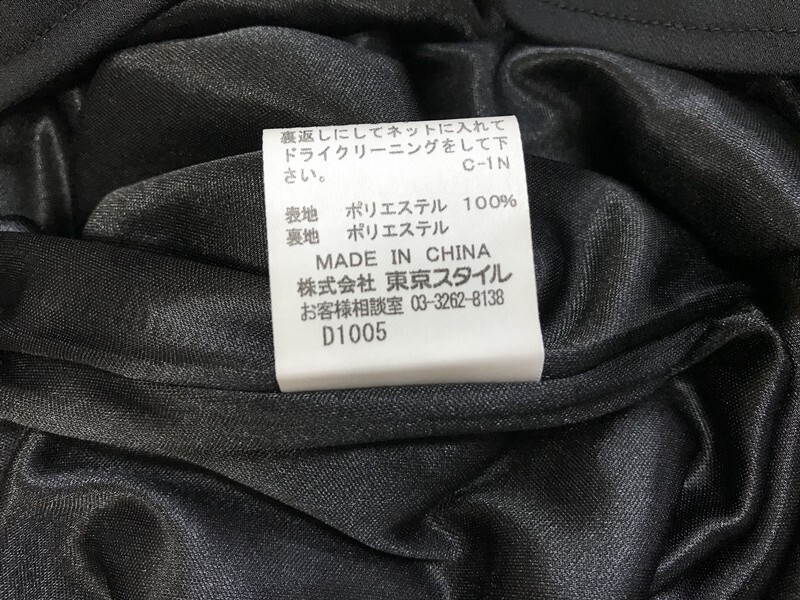 裏返しにしてネットに入れて
ドライクリーニングをして下
さい。 C-1N
表地 ポリエステル 100%
裏地 ポリエステル
MADE IN CHINA
株式会社 東京スタイル
お客様相談室 03-3262-8138
D1005